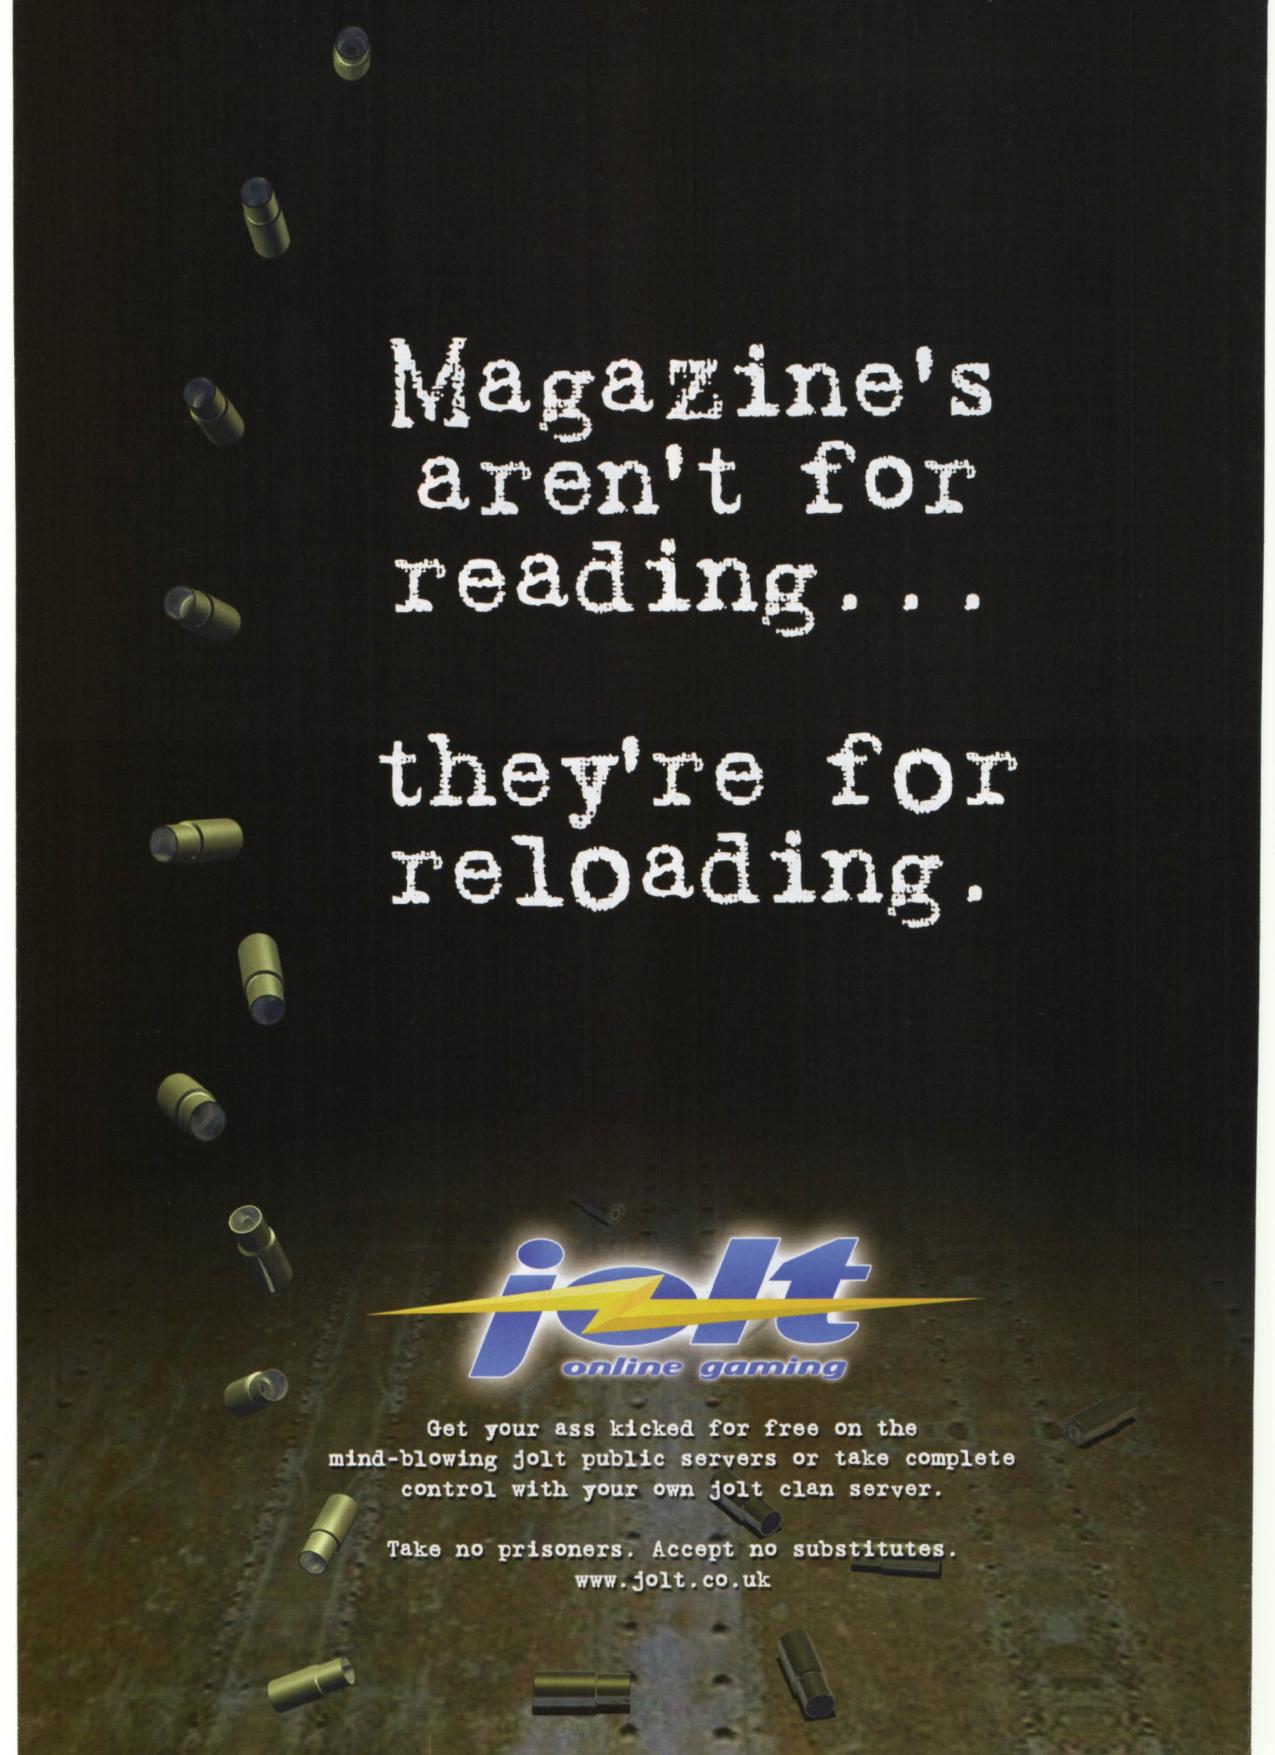 Magazine's
aren't for
reading...
they're for
reloading.
jolt
online gaming
Get your ass kicked for free on the
mind-blowing jolt public servers or take complete
control with your own jolt clan server.
Take no prisoners. Accept no substitutes.
www.jolt.co.uk